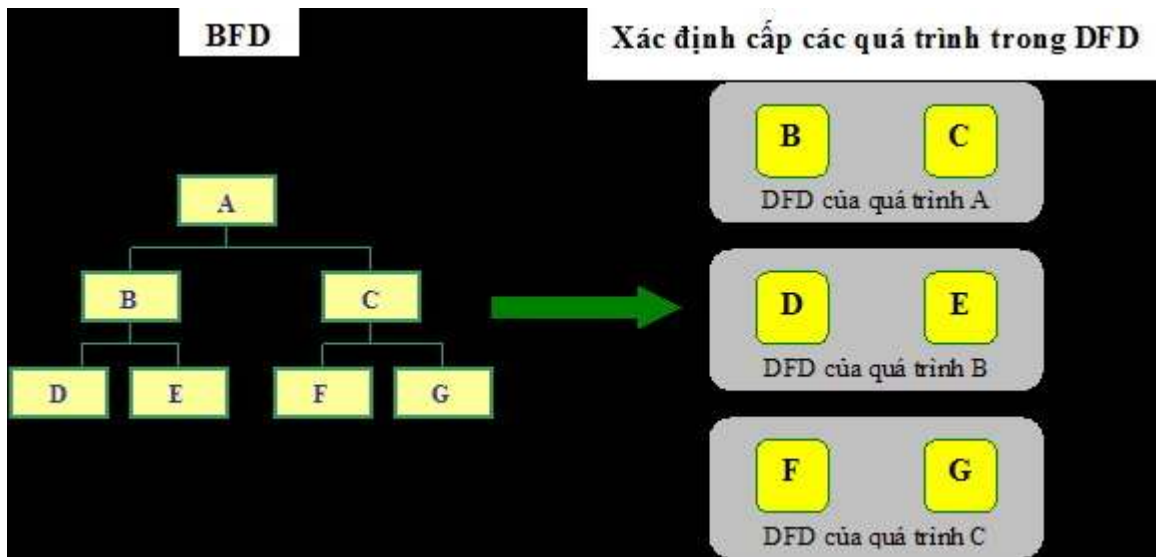 BFD
Xác định cấp các quá trình trong DFD
A
B
C
D
E
F
G
B
C
DFD của quá trình A
D
E
DFD của quá trình B
F
G
DFD của quá trình C